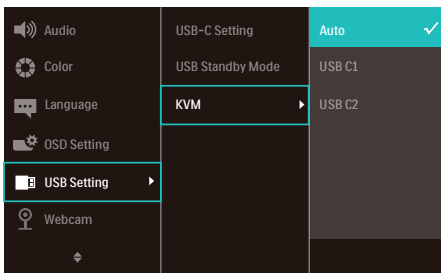 Audio
Color
Language
OSD Setting
USB Setting
Webcam
USB-C Setting
USB Standby Mode
KVM
Auto
USB C1
USB C2